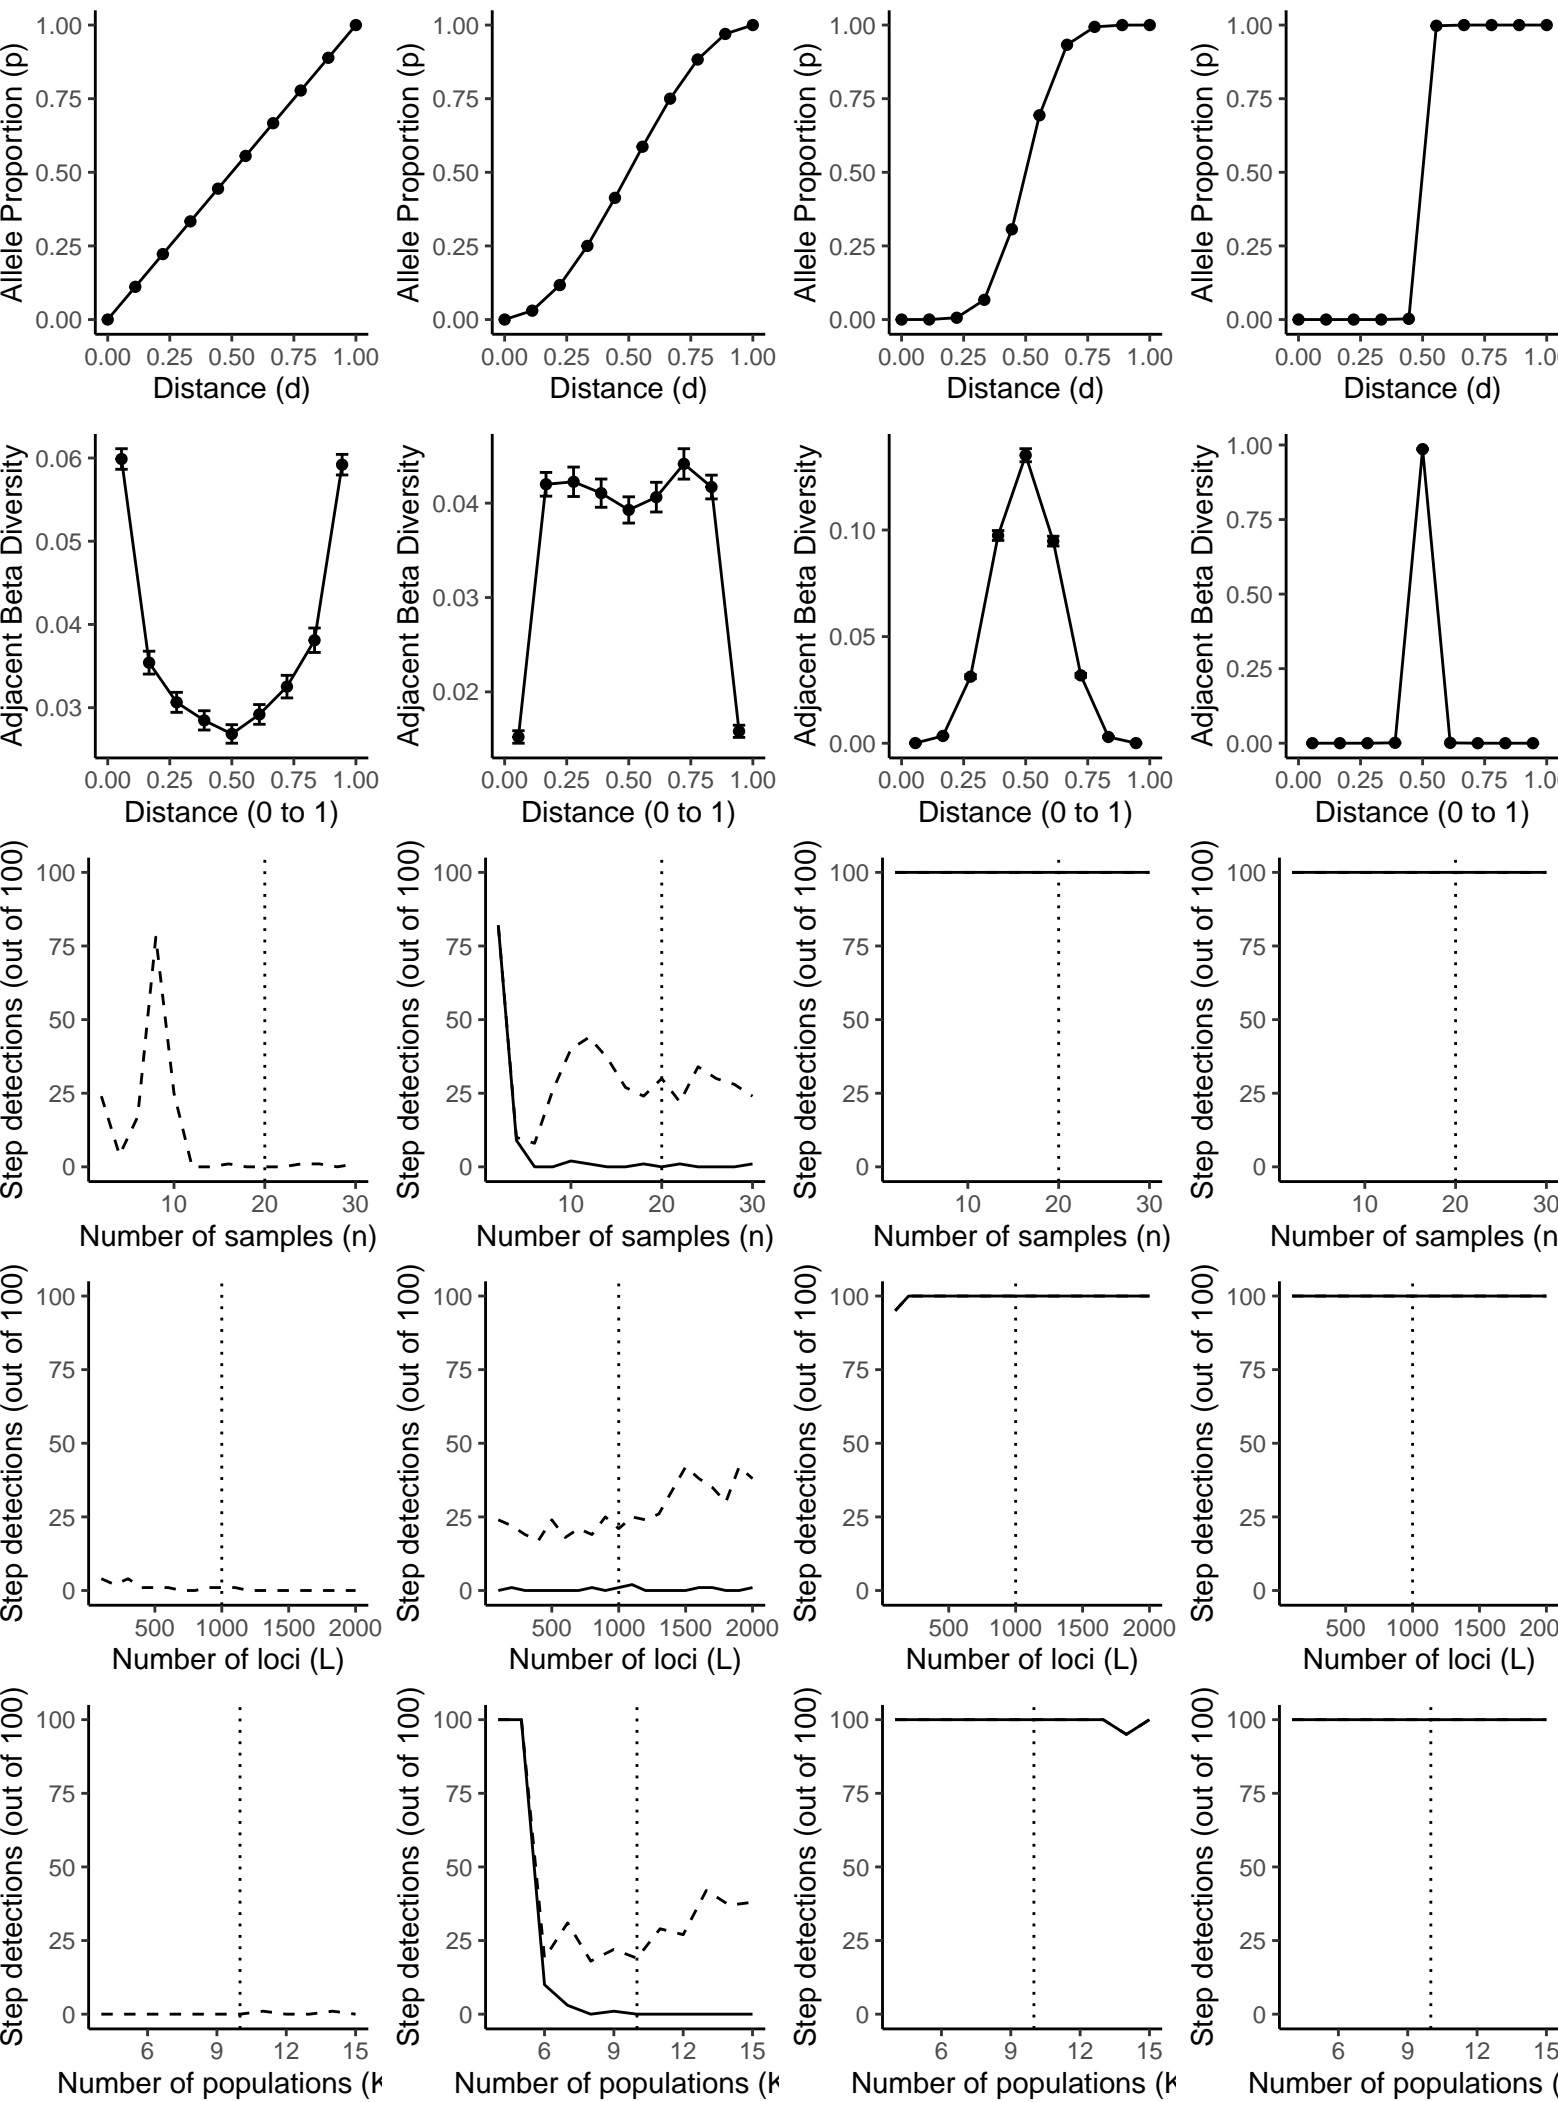 Allele Proportion (p)
1.00
0.75
0.50
0.25
0.00
0.00 0.25 0.50 0.75 1.00
Distance (d)
Allele Proportion (p)
1.00
0.75
0.50
0.25
0.00
0.00 0.25 0.50 0.75 1.00
Distance (d)
Allele Proportion (p)
1.00
0.75
0.50
0.25
0.00
0.00 0.25 0.50 0.75 1.00
Distance (d)
Allele Proportion (p)
1.00
0.75
0.50
0.25
0.00
0.00 0.25 0.50 0.75 1.0
Distance (d)
Adjacent Beta Diversity
0.06
0.05
0.04
0.03
0.00 0.25 0.50 0.75 1.00
Distance (0 to 1)
Adjacent Beta Diversity
0.04
0.03
0.02
0.00 0.25 0.50 0.75 1.00
Distance (0 to 1)
Adjacent Beta Diversity
0.10
0.05
0.00
0.00 0.25 0.50 0.75 1.00
Distance (0 to 1)
Adjacent Beta Diversity
1.00
0.75
0.50
0.25
0.00
0.00 0.25 0.50 0.75 1.0
Distance (0 to 1)
Step detections (out of 100)
100
75
50
25
0
10 20 30
Number of samples (n)
Step detections (out of 100)
100
75
50
25
0
10 20 30
Number of samples (n)
Step detections (out of 100)
100
75
50
25
0
10 20 30
Number of samples (n)
Step detections (out of 100)
100
75
50
25
0
10 20 30
Number of samples (n
Step detections (out of 100)
100
75
50
25
0
500 1000 1500 2000
Number of loci (L)
Step detections (out of 100)
100
75
50
25
0
500 1000 1500 2000
Number of loci (L)
Step detections (out of 100)
100
75
50
25
0
500 1000 1500 2000
Number of loci (L)
Step detections (out of 100)
100
75
50
25
0
500 1000 1500 200
Number of loci (L)
Step detections (out of 100)
100
75
50
25
0
6 9 12 15
Number of populations (K
Step detections (out of 100)
100
75
50
25
0
6 9 12 15
Number of populations (K
Step detections (out of 100)
100
75
50
25
0
6 9 12 15
Number of populations (K
Step detections (out of 100)
100
75
50
25
0
6 9 12 15
Number of populations (